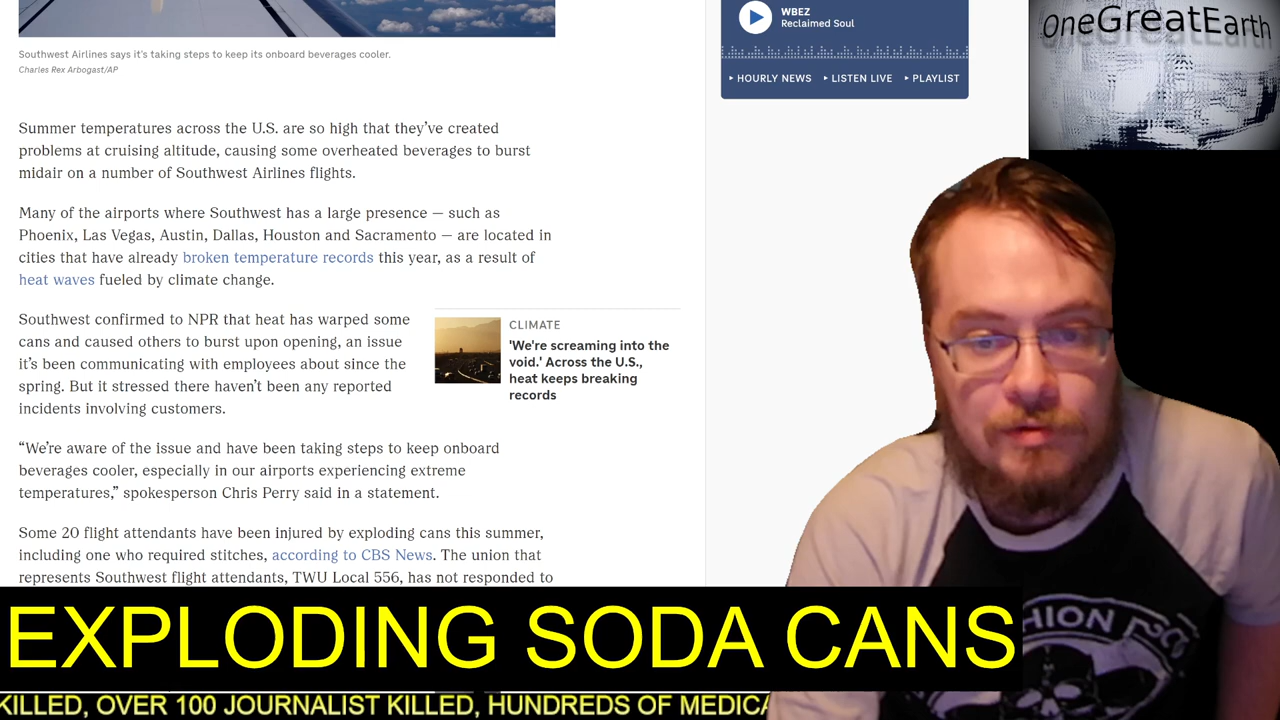 Southwest Airlines says it's taking steps to keep its onboard beverages cooler.
Charles Rex Arbogast/AP
Summer temperatures across the U.S. are so high that they've created
problems at cruising altitude, causing some overheated beverages to burst
midair on a number of Southwest Airlines flights.
Many of the airports where Southwest has a large presence — such as
Phoenix, Las Vegas, Austin, Dallas, Houston and Sacramento — are located in
cities that have already broken temperature records this year, as a result of
heat waves fueled by climate change.
Southwest confirmed to NPR that heat has warped some
cans and caused others to burst upon opening, an issue
it's been communicating with employees about since the
spring. But it stressed there haven't been any reported
incidents involving customers.
CLIMATE
'We're screaming into the
void.' Across the U.S.,
heat keeps breaking
records
“We're aware of the issue and have been taking steps to keep onboard
beverages cooler, especially in our airports experiencing extreme
temperatures,” spokesperson Chris Perry said in a statement.
Some 20 flight attendants have been injured by exploding cans this summer,
including one who required stitches, according to CBS News. The union that
represents Southwest flight attendants, TWU Local 556, has not responded to
WBEZ
Reclaimed Soul
HOURLY NEWS
LISTEN LIVE
PLAYLIST
OneGreatEarth
EXPLODING SODA CANS
KILLED, OVER 100 JOURNALIST KILLED, HUNDREDS OF MEDICA